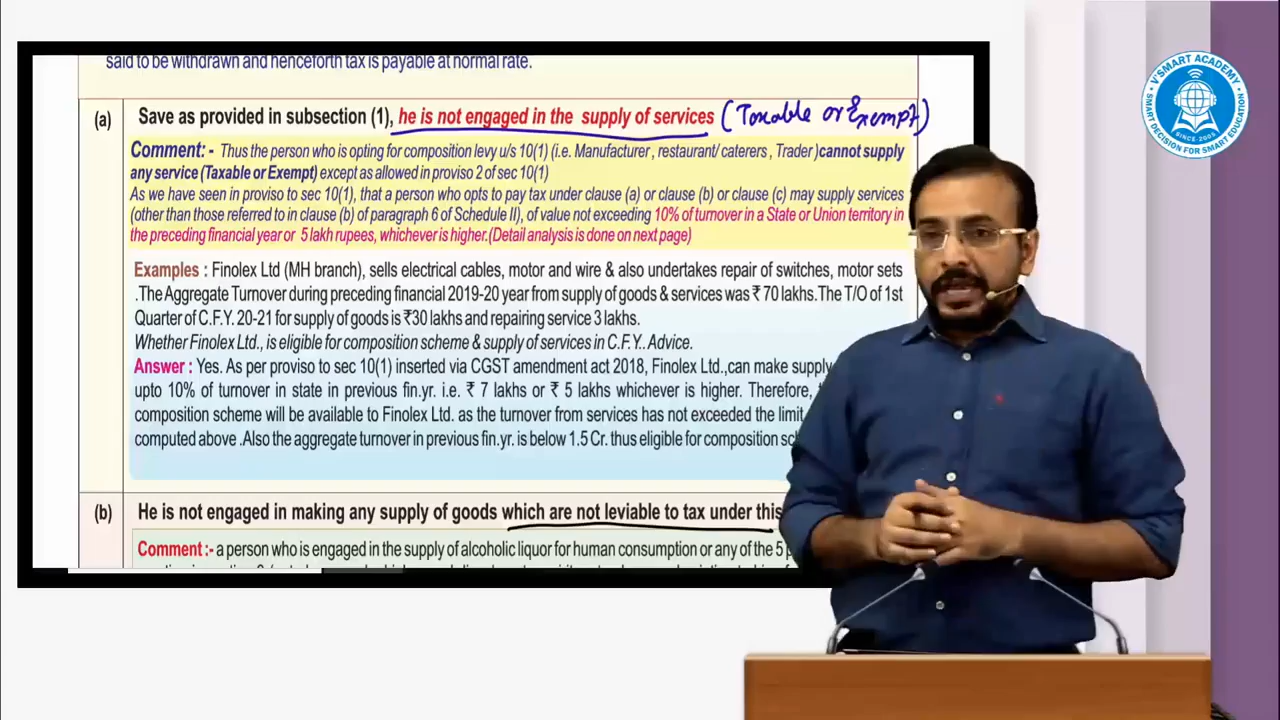 said to be withdrawn and henceforth tax is payable at normal rate.
(a) Save as provided in subsection (1), he is not engaged in the supply of services (Taxable or Exempt)
Comment:- Thus the person who is opting for composition levy u/s 10(1) (i.e. Manufacturer , restaurant/ caterers , Trader )cannot supply
any service (Taxable or Exempt) except as allowed in proviso 2 of sec 10(1)
As we have seen in proviso to sec 10(1), that a person who opts to pay tax under clause (a) or clause (b) or clause (c) may supply services
(other than those referred to in clause (b) of paragraph 6 of Schedule II), of value not exceeding 10% of turnover in a State or Union territory in
the preceding financial year or 5 lakh rupees, whichever is higher.(Detail analysis is done on next page)
Examples : Finolex Ltd (MH branch), sells electrical cables, motor and wire & also undertakes repair of switches, motor sets
.The Aggregate Turnover during preceding financial 2019-20 year from supply of goods & services was ₹ 70 lakhs.The T/O of 1st
Quarter of C.F.Y. 20-21 for supply of goods is ₹30 lakhs and repairing service 3 lakhs.
Whether Finolex Ltd., is eligible for composition scheme & supply of services in C.F.Y. Advice.
Answer : Yes. As per proviso to sec 10(1) inserted via CGST amendment act 2018, Finolex Ltd.,can make supply
upto 10% of turnover in state in previous fin.yr. i.e. ₹ 7 lakhs or ₹ 5 lakhs whichever is higher. Therefore,
composition scheme will be available to Finolex Ltd. as the turnover from services has not exceeded the limit
computed above .Also the aggregate turnover in previous fin.yr. is below 1.5 Cr. thus eligible for composition
(b) He is not engaged in making any supply of goods which are not leviable to tax under this
Comment :- a person who is engaged in the supply of alcoholic liquor for human consumption or any of the 5
V'SMART ACADEMY
SINCE-2005
SMART DECISION FOR SMART EDUCATION